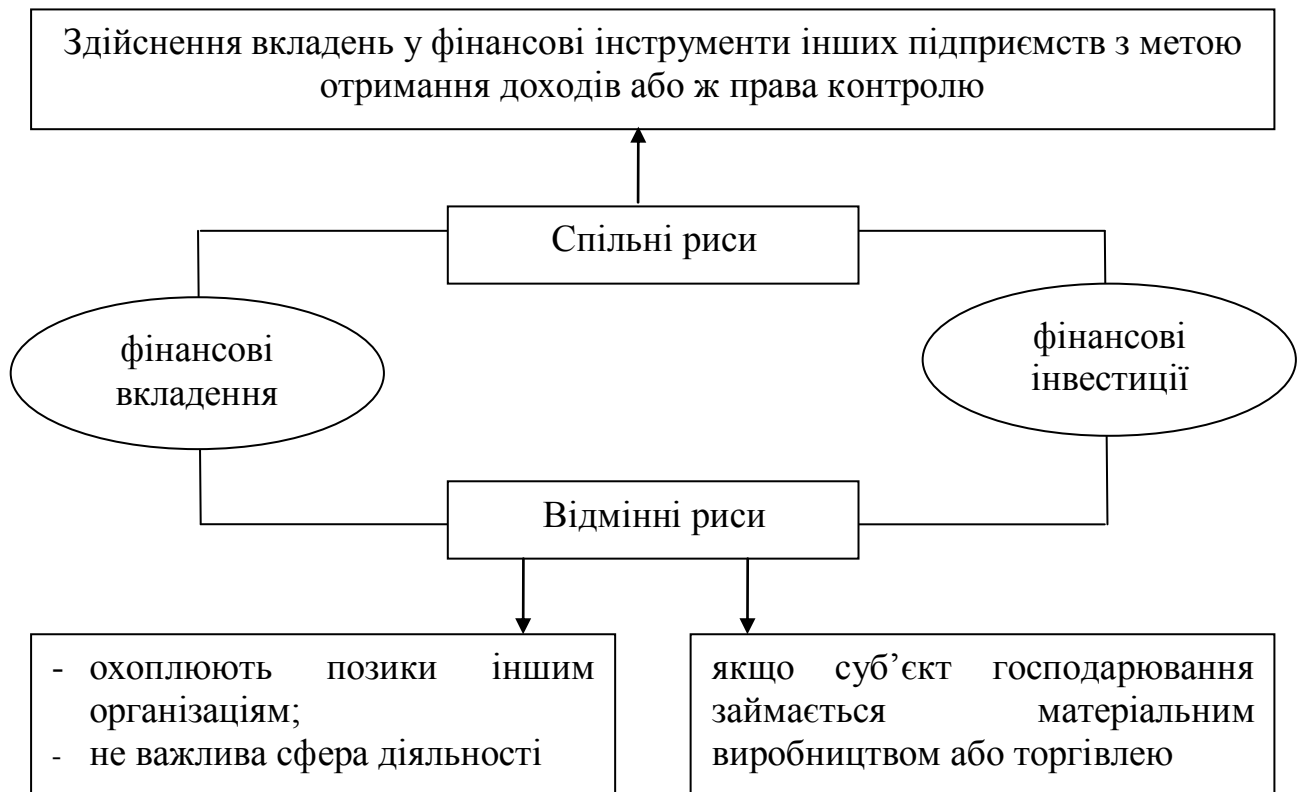 Здійснення вкладень у фінансові інструменти інших підприємств з метою
отримання доходів або ж права контролю
Спільні риси
фінансові
вкладення
фінансові
інвестиції
Відмінні риси
- охоплюють позики іншим
організаціям;
- не важлива сфера діяльності
якщо суб’єкт господарювання
займається матеріальним
виробництвом або торгівлею